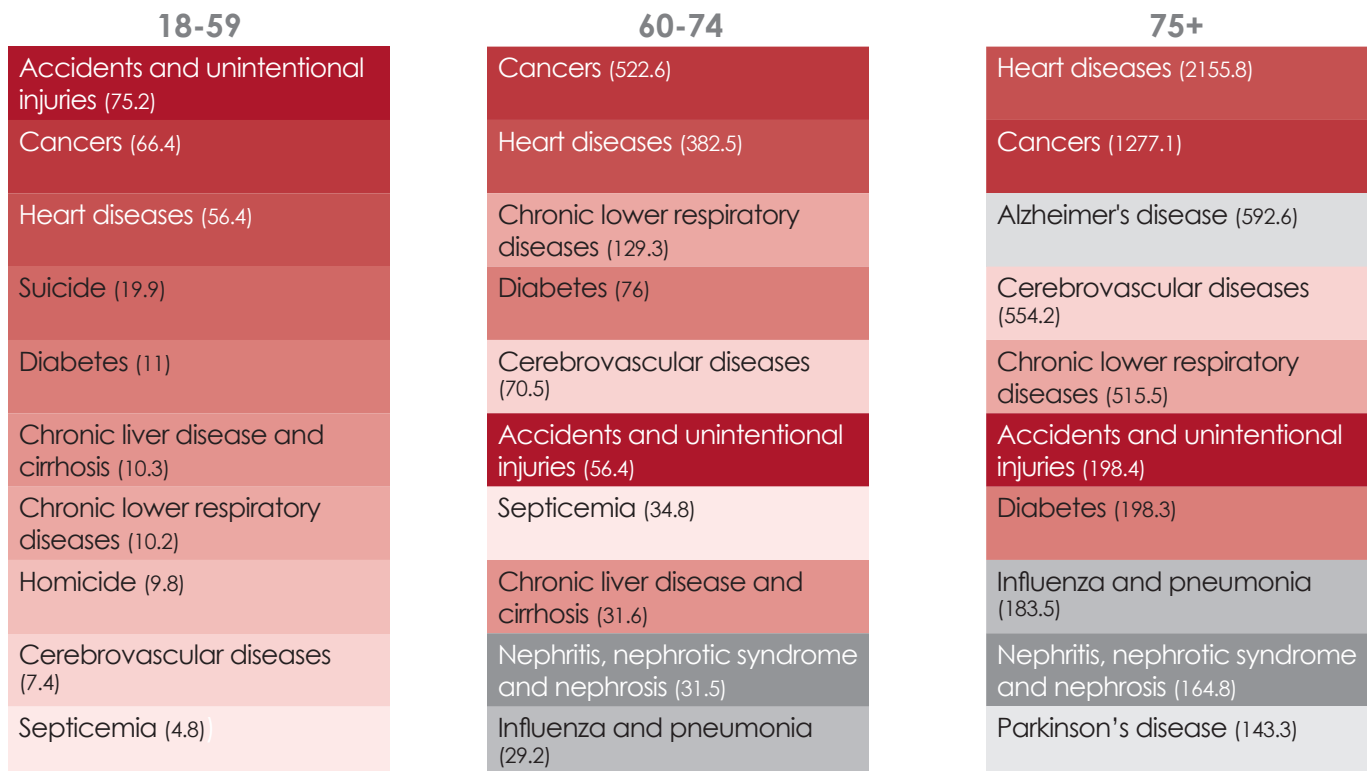 18-59
Accidents and unintentional
injuries (75.2)
Cancers (66.4)
Heart diseases (56.4)
Suicide (19.9)
Diabetes (11)
Chronic liver disease and
cirrhosis (10.3)
Chronic lower respiratory
diseases (10.2)
Homicide (9.8)
Cerebrovascular diseases
(7.4)
Septicemia (4.8))
60-74
Cancers (522.6)
Heart diseases (382.5)
Chronic lower respiratory
diseases (129.3)
Diabetes (76)
Cerebrovascular diseases
(70.5)
Accidents and unintentional
injuries (56.4)
Septicemia (34.8)
Chronic liver disease and
cirrhosis (31.6)
Nephritis, nephrotic syndrome
and nephrosis (31.5)
Influenza and pneumonia
(29.2)
75+
Heart diseases (2155.8)
Cancers (1277.1)
Alzheimer's disease (592.6)
Cerebrovascular diseases
(554.2)
Chronic lower respiratory
diseases (515.5)
Accidents and unintentional
injuries (198.4)
Diabetes (198.3)
Influenza and pneumonia
(183.5)
Nephritis, nephrotic syndrome
and nephrosis (164.8)
Parkinson’s disease (143.3)